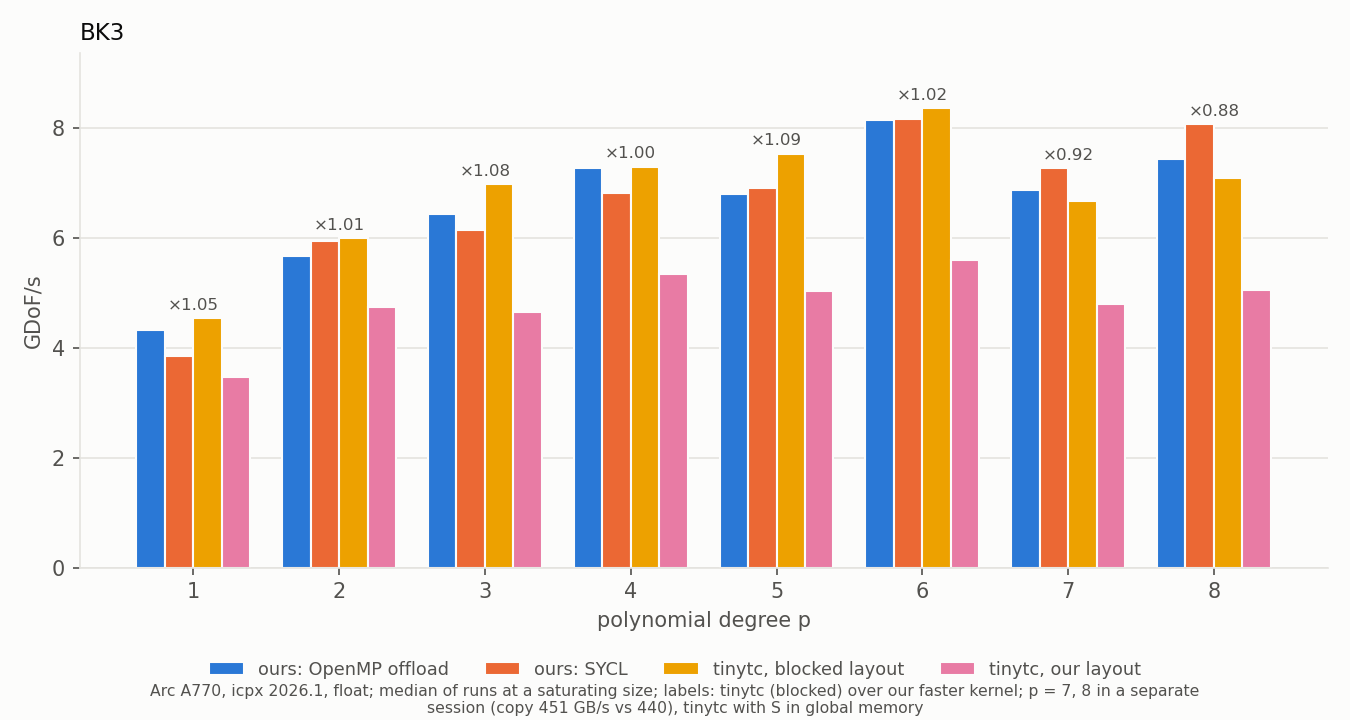 BK3
GDoF/s
8
6
4
2
0
×1.05
×1.01
×1.08
×1.00
×1.09
×1.02
×0.92
×0.88
1 2 3 4 5 6 7 8
polynomial degree p
ours: OpenMP offload ours: SYCL tinytc, blocked layout tinytc, our layout
Arc A770, icpx 2026.1, float; median of runs at a saturating size; labels: tinytc (blocked) over our faster kernel; p = 7, 8 in a separate
session (copy 451 GB/s vs 440), tinytc with S in global memory